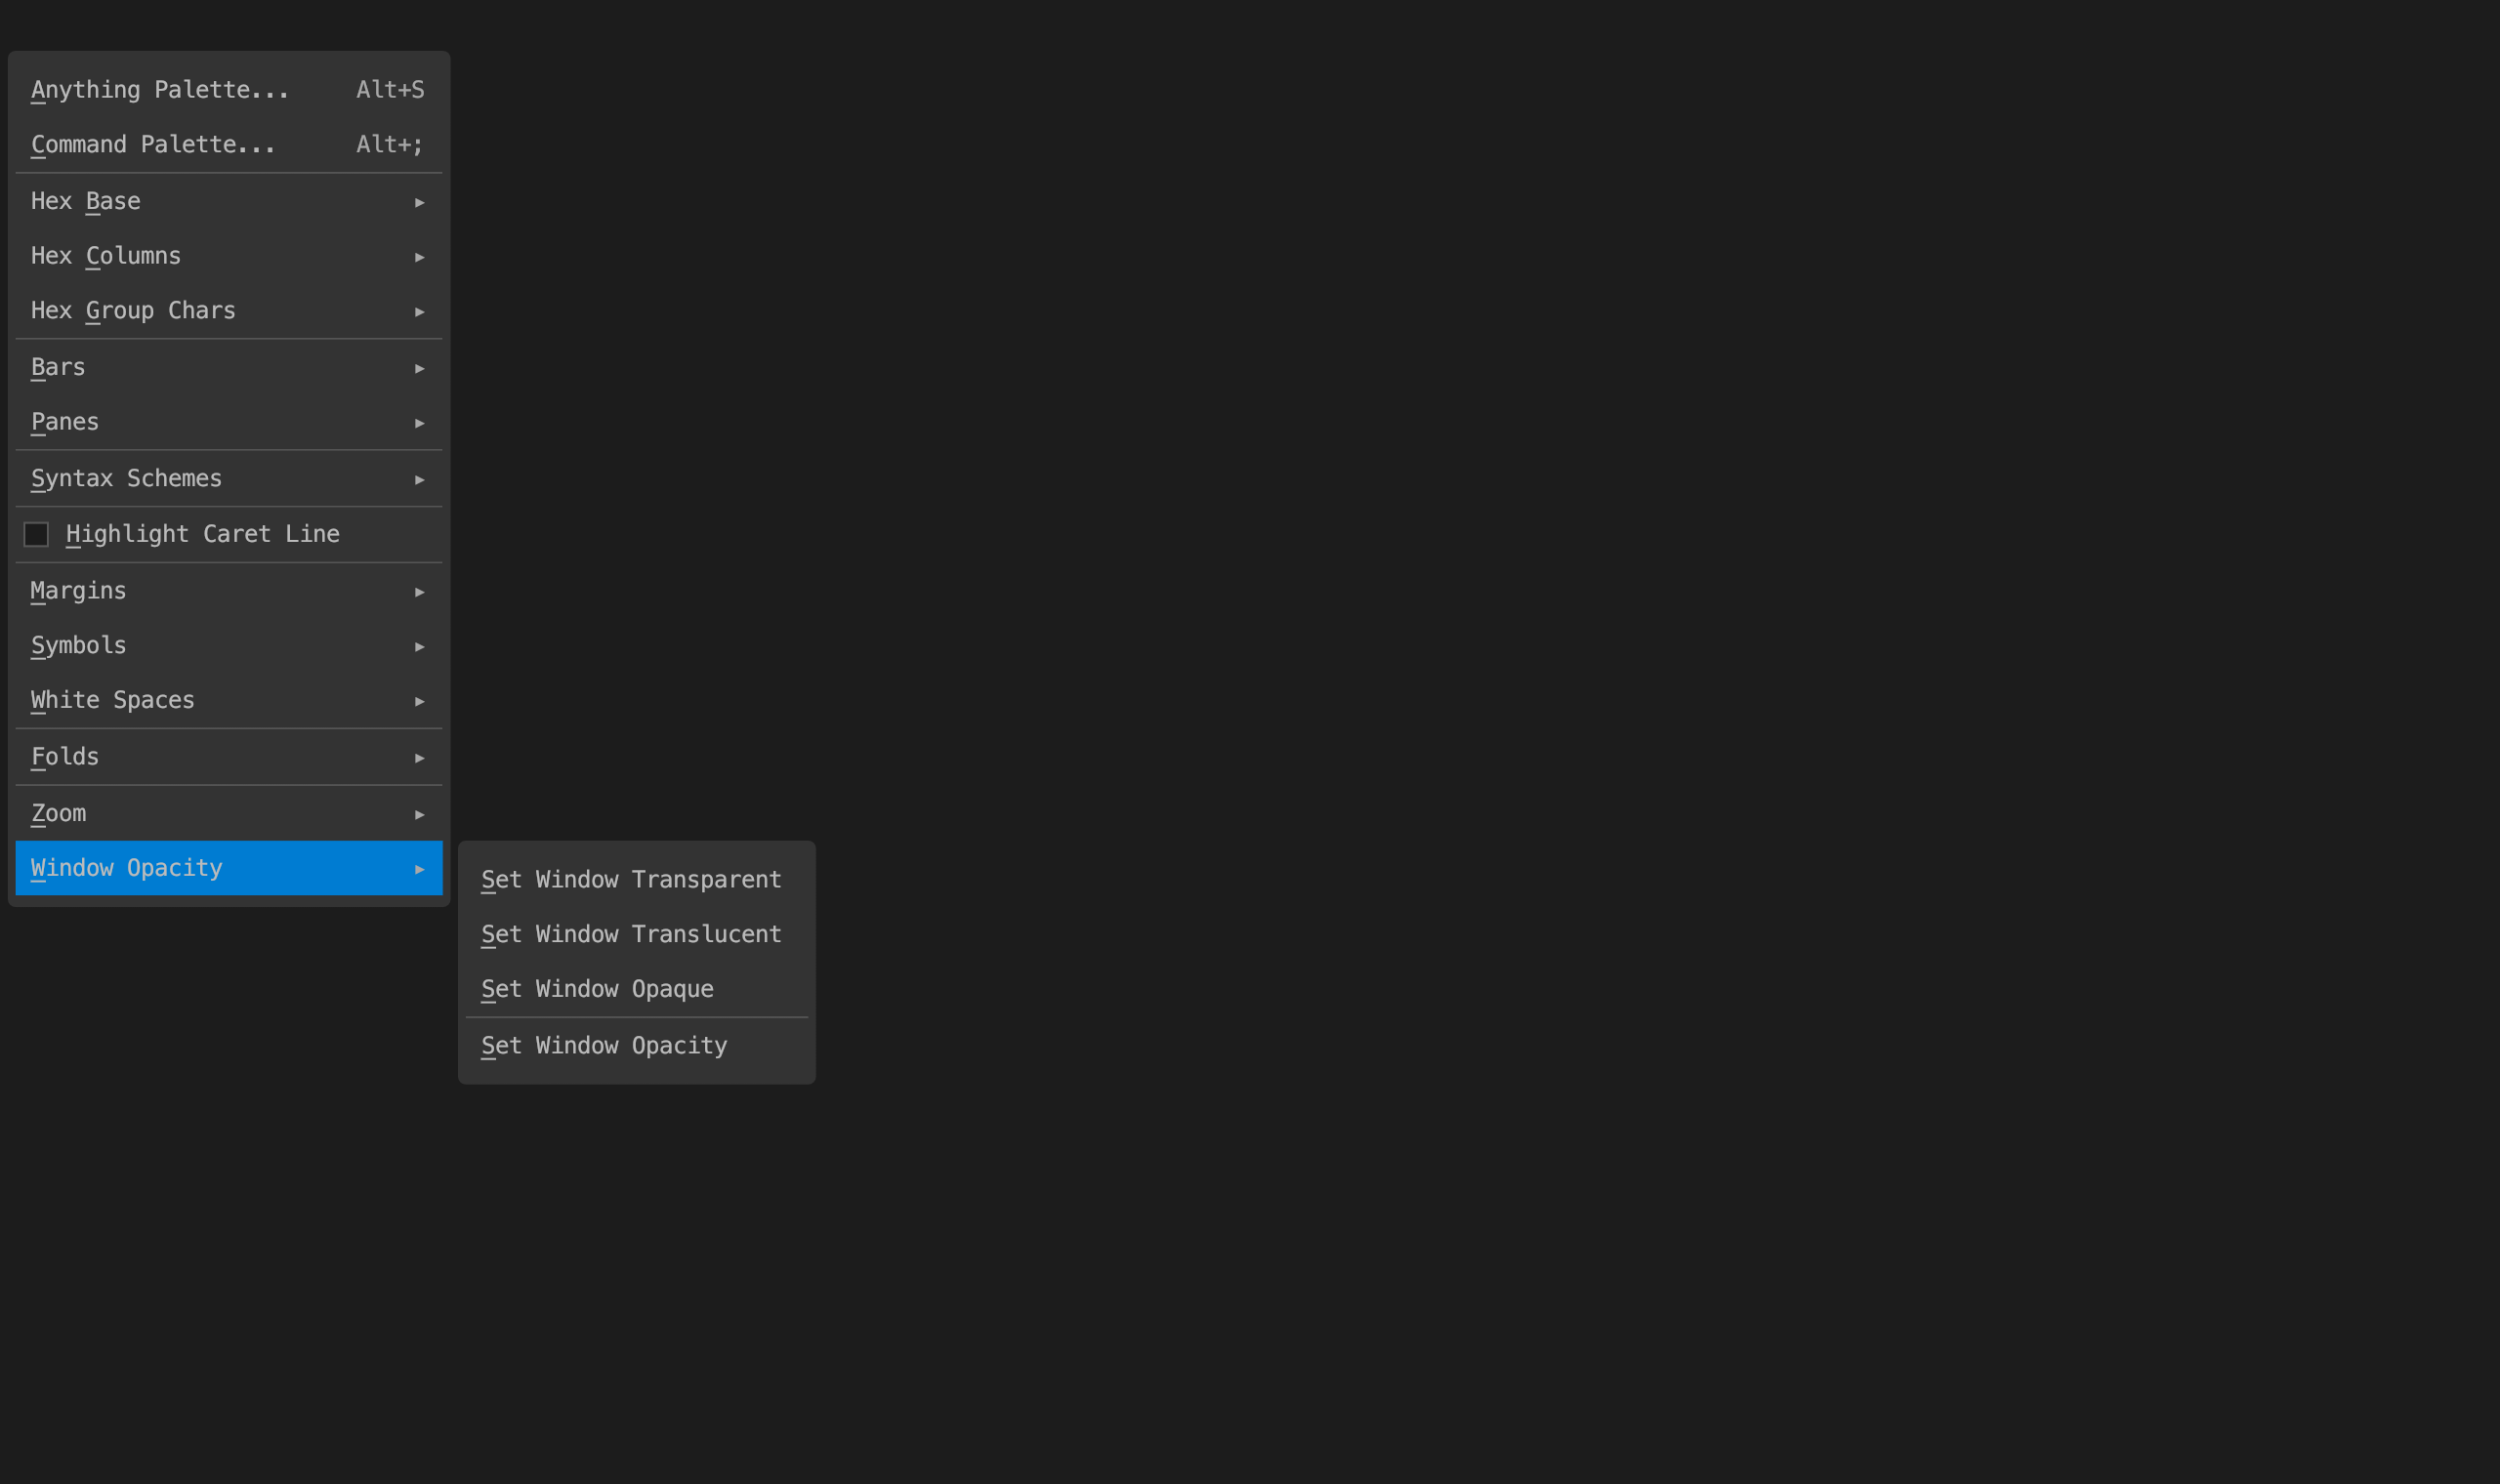 Anything Palette... Alt+S
Command Palette... Alt+;
Hex Base
Hex Columns
Hex Group Chars
Bars
Panes
Syntax Schemes
Highlight Caret Line
Margins
Symbols
White Spaces
Folds
Zoom
Window Opacity
Set Window Transparent
Set Window Translucent
Set Window Opaque
Set Window Opacity